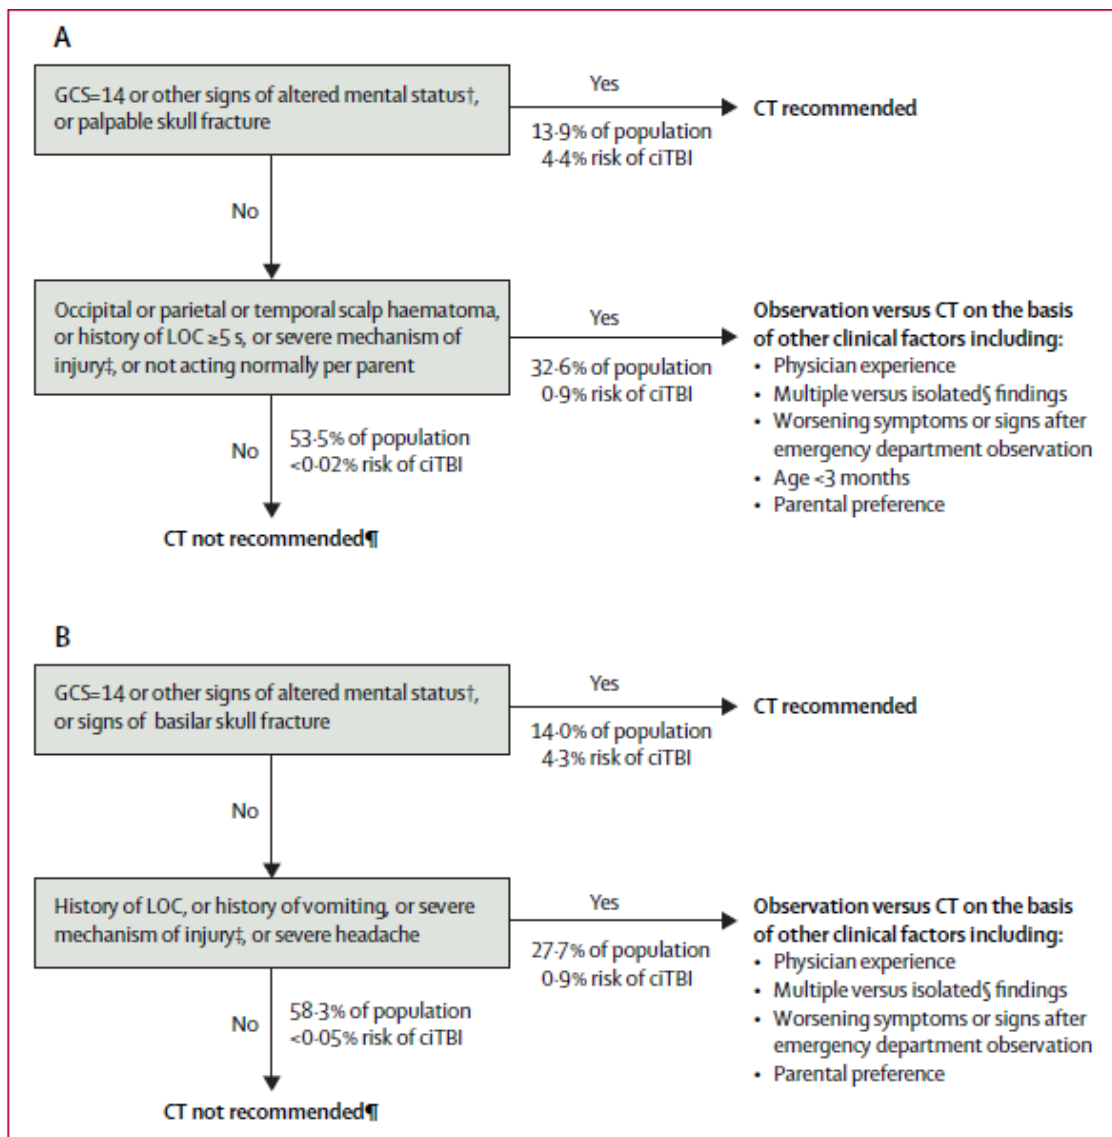 A
GCS=14 or other signs of altered mental status†,
or palpable skull fracture
Yes
13·9% of population
4·4% risk of ciTBI
CT recommended
No
Occipital or parietal or temporal scalp haematoma,
or history of LOC ≥5 s, or severe mechanism of
injury‡, or not acting normally per parent
Yes
32·6% of population
0·9% risk of ciTBI
Observation versus CT on the basis
of other clinical factors including:
• Physician experience
• Multiple versus isolated§ findings
• Worsening symptoms or signs after
emergency department observation
• Age <3 months
• Parental preference
No
53·5% of population
<0·02% risk of ciTBI
CT not recommended¶
B
GCS=14 or other signs of altered mental status†,
or signs of basilar skull fracture
Yes
14·0% of population
4·3% risk of ciTBI
CT recommended
No
History of LOC, or history of vomiting, or severe
mechanism of injury‡, or severe headache
Yes
27·7% of population
0·9% risk of ciTBI
Observation versus CT on the basis
of other clinical factors including:
• Physician experience
• Multiple versus isolated§ findings
• Worsening symptoms or signs after
emergency department observation
• Parental preference
No
58·3% of population
<0·05% risk of ciTBI
CT not recommended¶